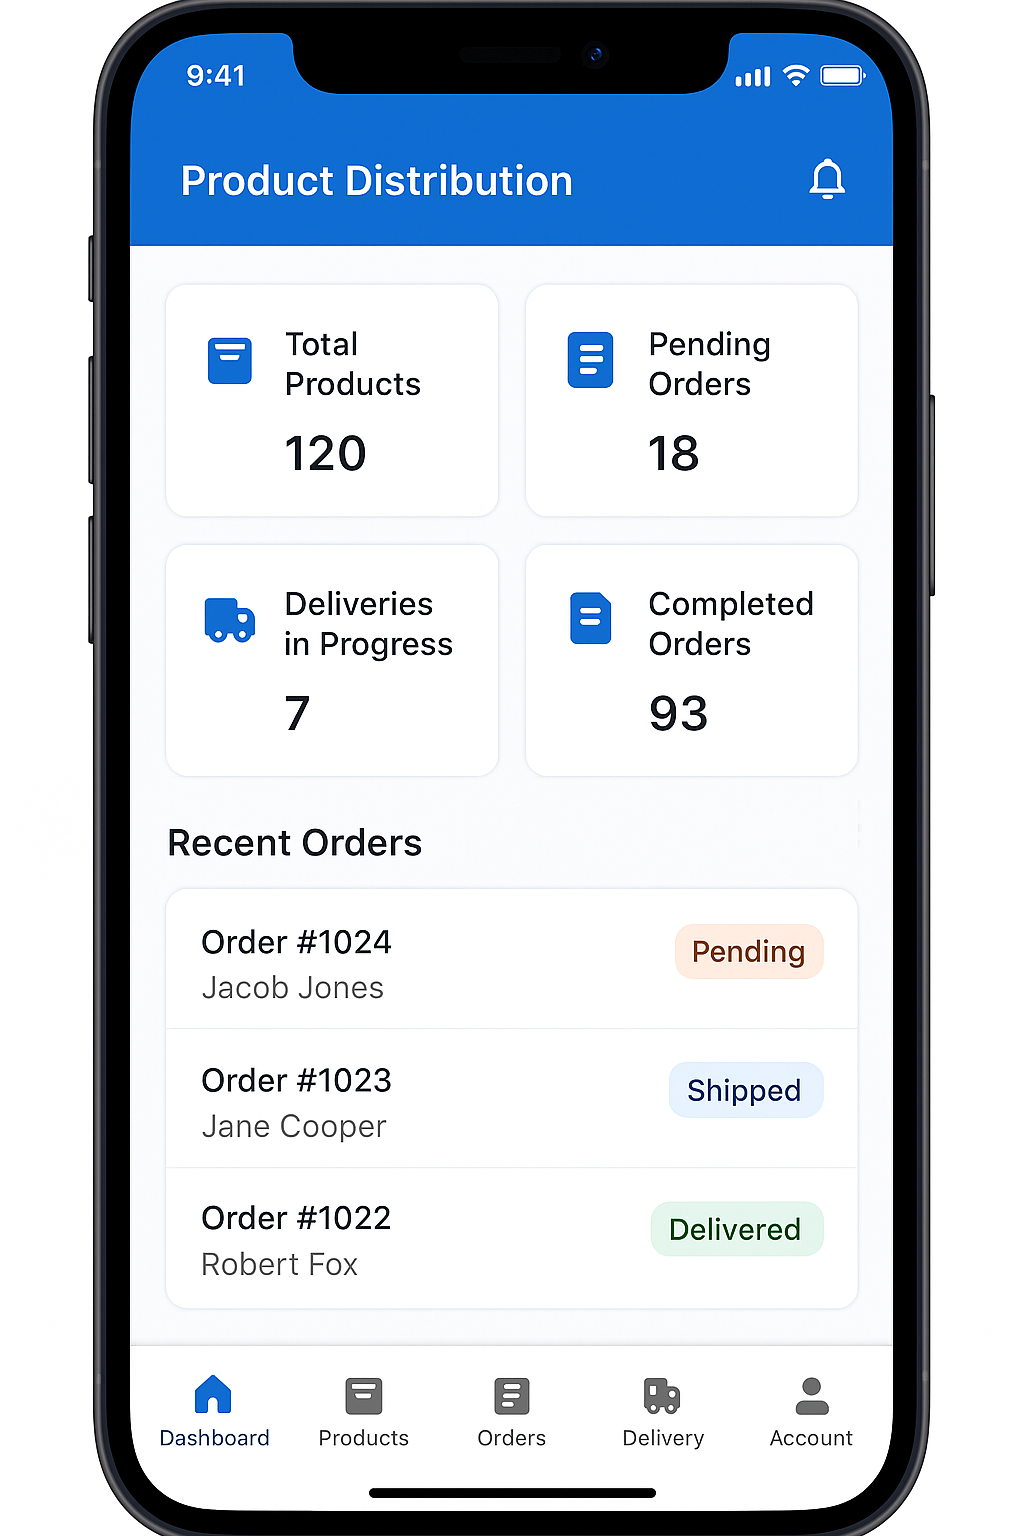 9:41
Product Distribution
Total
Products
120
Pending
Orders
18
Deliveries
in Progress
7
Completed
Orders
93
Recent Orders
Order #1024
Jacob Jones
Pending
Order #1023
Jane Cooper
Shipped
Order #1022
Robert Fox
Delivered
Dashboard
Products
Orders
Delivery
Account